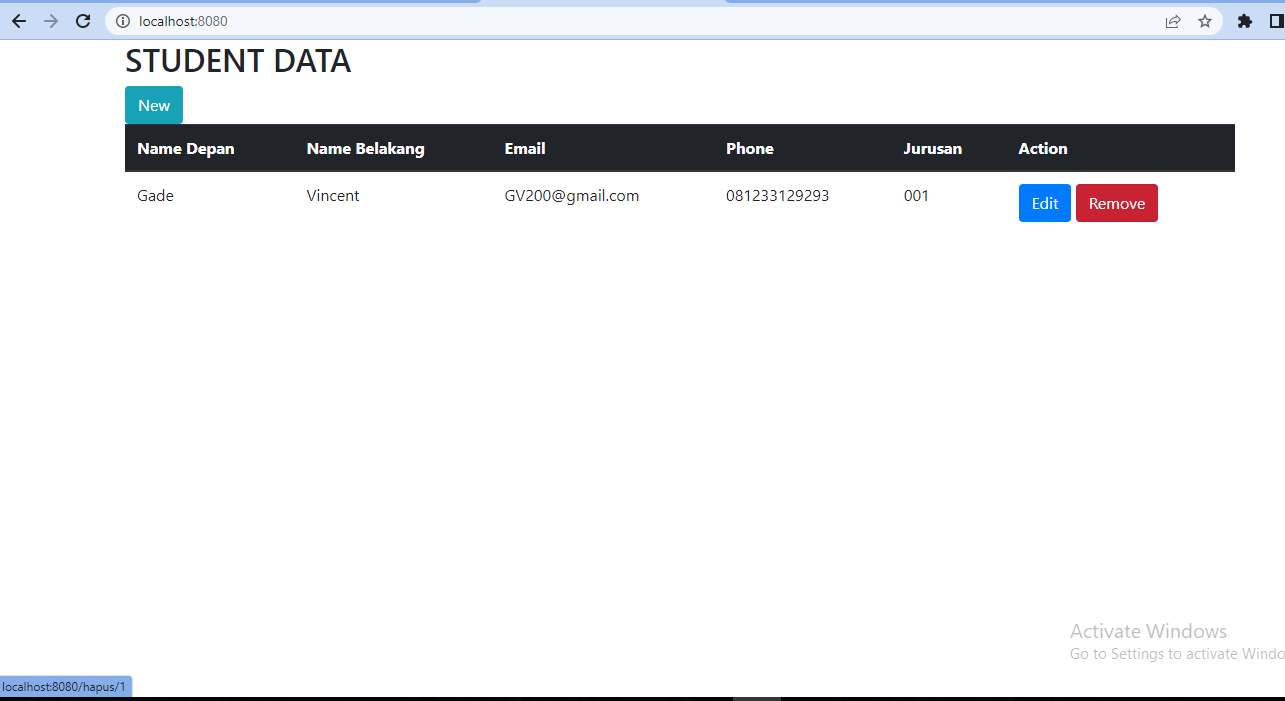 localhost:8080
STUDENT DATA
New
Name Depan Name Belakang Email Phone Jurusan Action
Gade Vincent GV200@gmail.com 081233129293 001 Edit Remove
Activate Windows
Go to Settings to activate Windo
localhost:8080/hapus/1